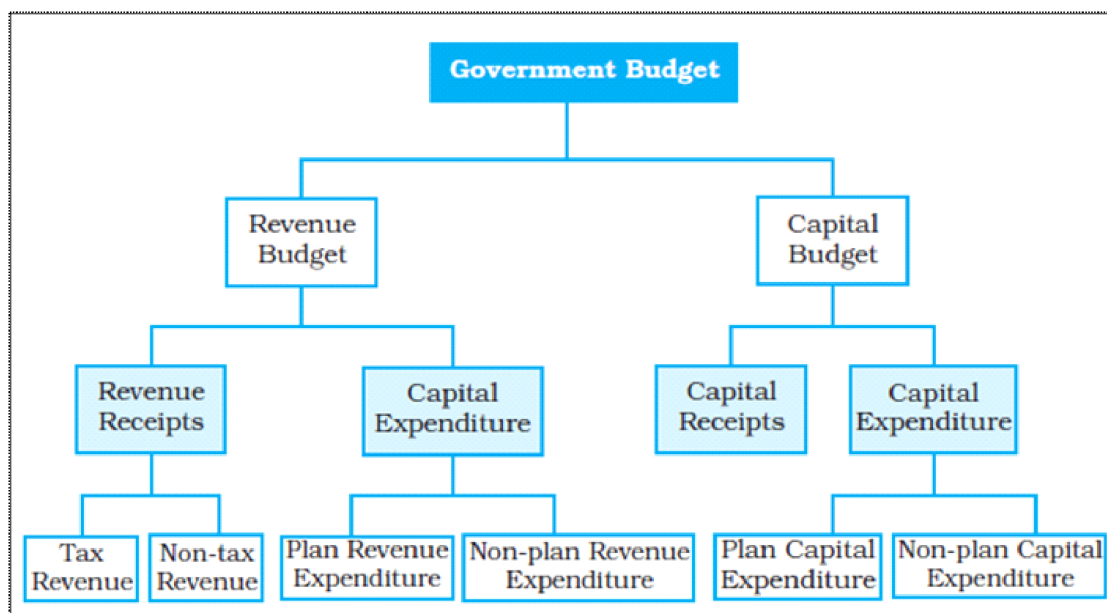 Government Budget
Revenue
Budget
Capital
Budget
Revenue
Receipts
Capital
Expenditure
Capital
Receipts
Capital
Expenditure
Tax
Revenue
Non-tax
Revenue
Plan Revenue
Expenditure
Non-plan Revenue
Expenditure
Plan Capital
Expenditure
Non-plan Capital
Expenditure